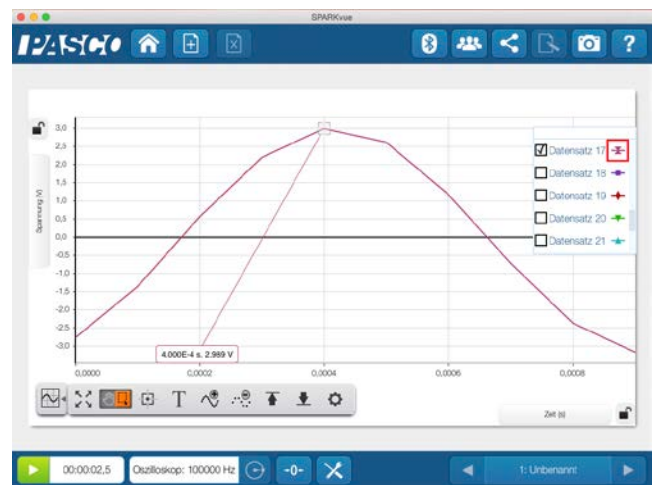 SPARKvue
PASCO
?
3,0
2,5
2,0
1,5
1,0
0,5
0,0
-0,5
-1,0
-1,5
-2,0
-2,5
-3,0
Spannung (V)
Datensatz 17
Datensatz 18
Datensatz 19
Datensatz 20
Datensatz 21
4.000E-4 s. 2.989 V
0,0000 0,0002 0,0004 0,0006 0,0008
T
Zeit (s)
00:00:02,5 Oszilloskop: 100000 Hz -0- 1: Unbenannt